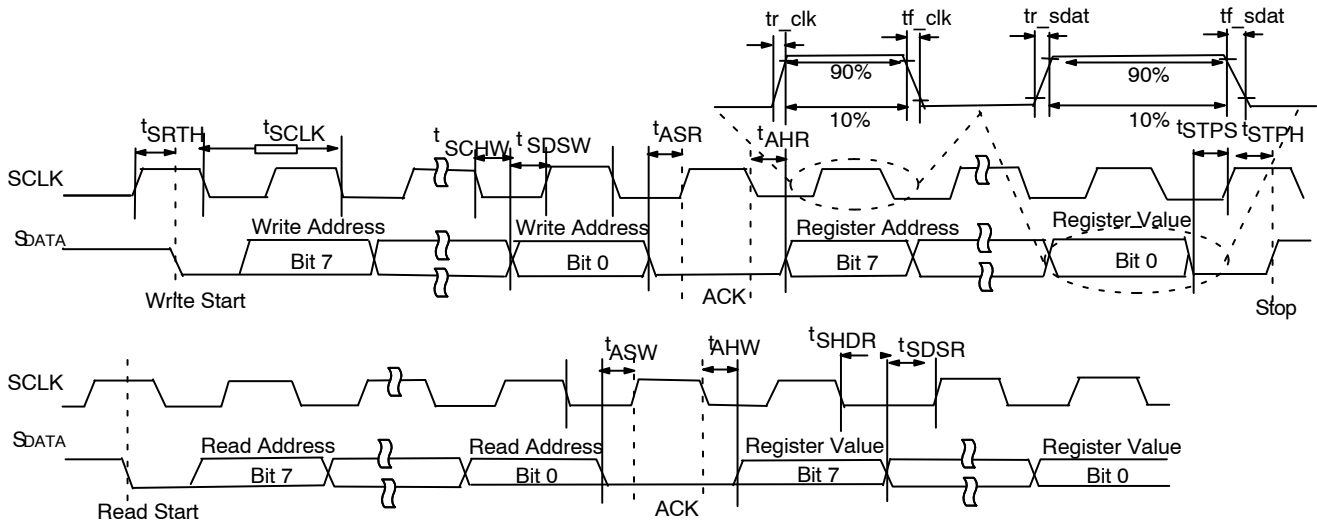 tr_clk tf_clk tr_sdat tf_sdat
90% 90%
10% 10%
tSRTH tSCLK tSCHW tSDSW tASR tAHR tSTPS tSTPH
SCLK
SDATA Write Address Write Address Register Address Register Value
Bit 7 Bit 0 Bit 7 Bit 0
Write Start ACK Stop
tASW tAHW tSHDR tSDSR
SCLK
SDATA Read Address Read Address Register Value Register Value
Bit 7 Bit 0 Bit 7 Bit 0
Read Start ACK